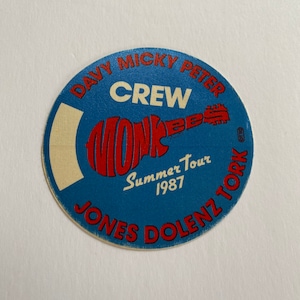 DAVY MICKY PETER
CREW
MONKEES
Summer Tour
1987
JONES DOLENZ TORK